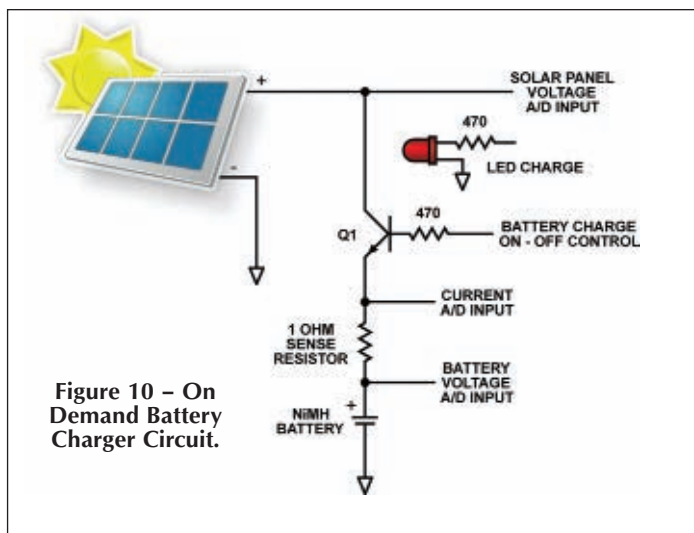 +
SOLAR PANEL
VOLTAGE
A/D INPUT
470
LED CHARGE
-
470
Q1
BATTERY CHARGE
ON - OFF CONTROL
CURRENT
A/D INPUT
1 OHM
SENSE
RESISTOR
BATTERY
VOLTAGE
A/D INPUT
+
NiMH
BATTERY
Figure 10 – On
Demand Battery
Charger Circuit.